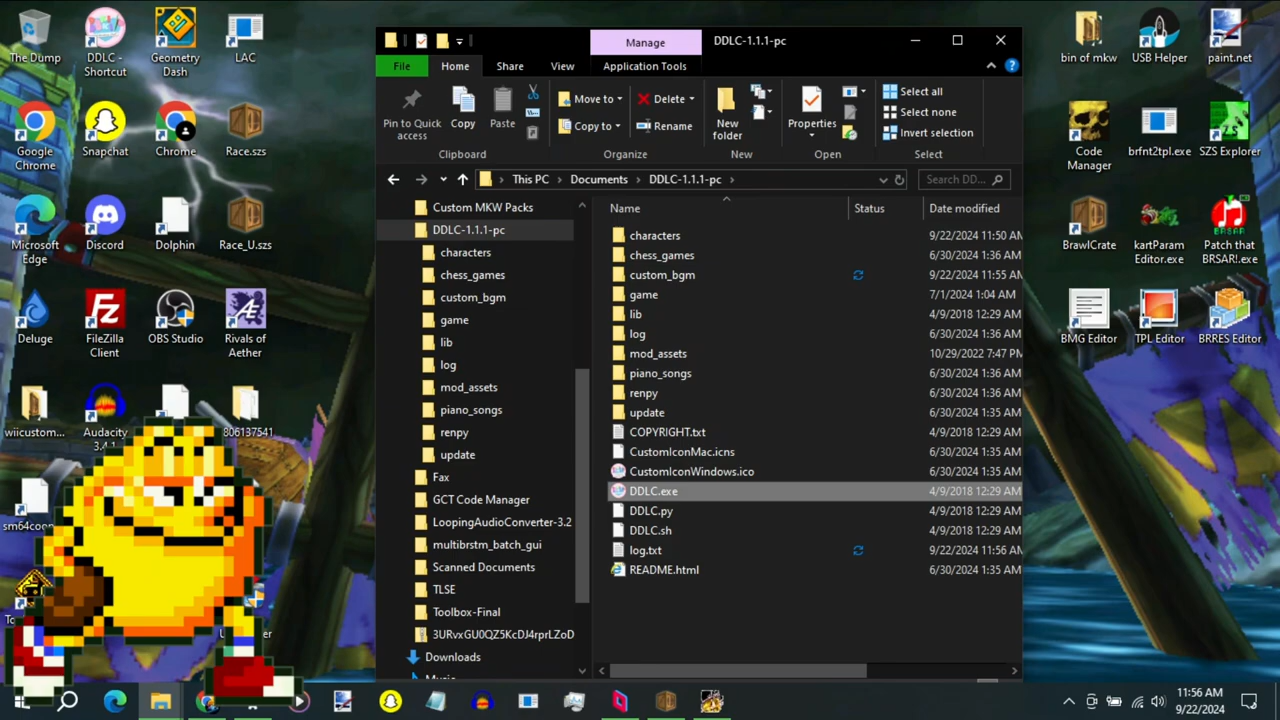 The Dump
DDLC -
Shortcut
Geometry
Dash
LAC
Google
Chrome
Snapchat
Chrome
Race.szs
Microsoft
Edge
Discord
Dolphin
Race_U.szs
Deluge
FileZilla
Client
OBS Studio
Rivals of
Aether
wiicustom...
Audacity
3.4.1
806137541
sm64coop
Manage
DDLC-1.1.1-pc
File
Home
Share
View
Application Tools
Pin to Quick
access
Copy
Paste
Move to
Copy to
Delete
Rename
New
folder
Properties
Select all
Select none
Invert selection
Clipboard
Organize
New
Open
Select
This PC
Documents
DDLC-1.1.1-pc
Search DD...
Custom MKW Packs
DDLC-1.1.1-pc
characters
chess_games
custom_bgm
game
lib
log
mod_assets
piano_songs
renpy
update
Fax
GCT Code Manager
LoopingAudioConverter-3.2
multibrstm_batch_gui
Scanned Documents
TLSE
Toolbox-Final
3URvxGU0QZ5KcDJ4rprLZoD
Downloads
Name
Status
Date modified
characters 9/22/2024 11:50 AM
chess_games 6/30/2024 1:36 AM
custom_bgm 9/22/2024 11:55 AM
game 7/1/2024 1:04 AM
lib 4/9/2018 12:29 AM
log 6/30/2024 1:36 AM
mod_assets 10/29/2022 7:47 PM
piano_songs 6/30/2024 1:36 AM
renpy 6/30/2024 1:36 AM
update 6/30/2024 1:35 AM
COPYRIGHT.txt 4/9/2018 12:29 AM
CustomIconMac.icns 6/30/2024 1:35 AM
CustomIconWindows.ico 6/30/2024 1:35 AM
DDLC.exe 4/9/2018 12:29 AM
DDLC.py 4/9/2018 12:29 AM
DDLC.sh 4/9/2018 12:29 AM
log.txt 9/22/2024 11:56 AM
README.html 6/30/2024 1:35 AM
bin of mkw
USB Helper
paint.net
Code
Manager
brfnt2tpl.exe
SZS Explorer
BrawlCrate
kartParam
Editor.exe
Patch that
BRSAR!.exe
BMG Editor
TPL Editor
BRRES Editor
11:56 AM
9/22/2024